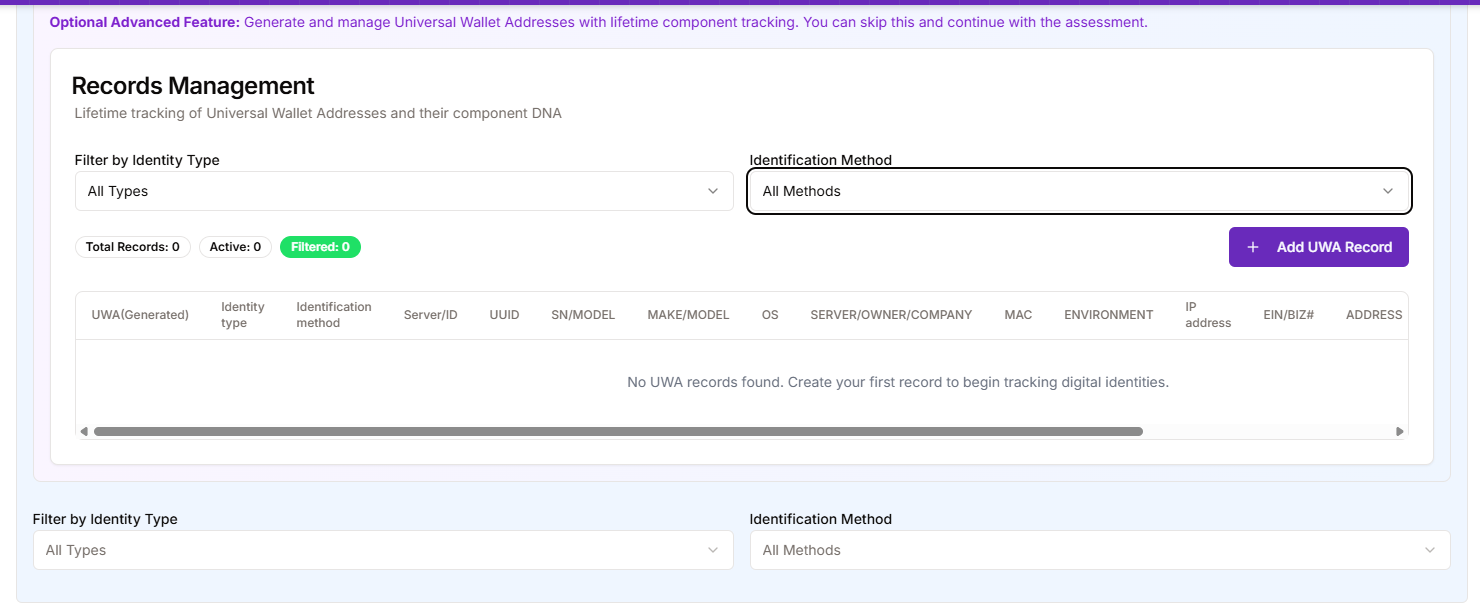 Optional Advanced Feature: Generate and manage Universal Wallet Addresses with lifetime component tracking. You can skip this and continue with the assessment.
Records Management
Lifetime tracking of Universal Wallet Addresses and their component DNA
Filter by Identity Type
Identification Method
All Types
All Methods
Total Records: 0
Active: 0
Filtered: 0
+ Add UWA Record
UWA(Generated)
Identity
type
Identification
method
Server/ID
UUID
SN/MODEL
MAKE/MODEL
OS
SERVER/OWNER/COMPANY
MAC
ENVIRONMENT
IP
address
EIN/BIZ#
ADDRESS
No UWA records found. Create your first record to begin tracking digital identities.
Filter by Identity Type
Identification Method
All Types
All Methods